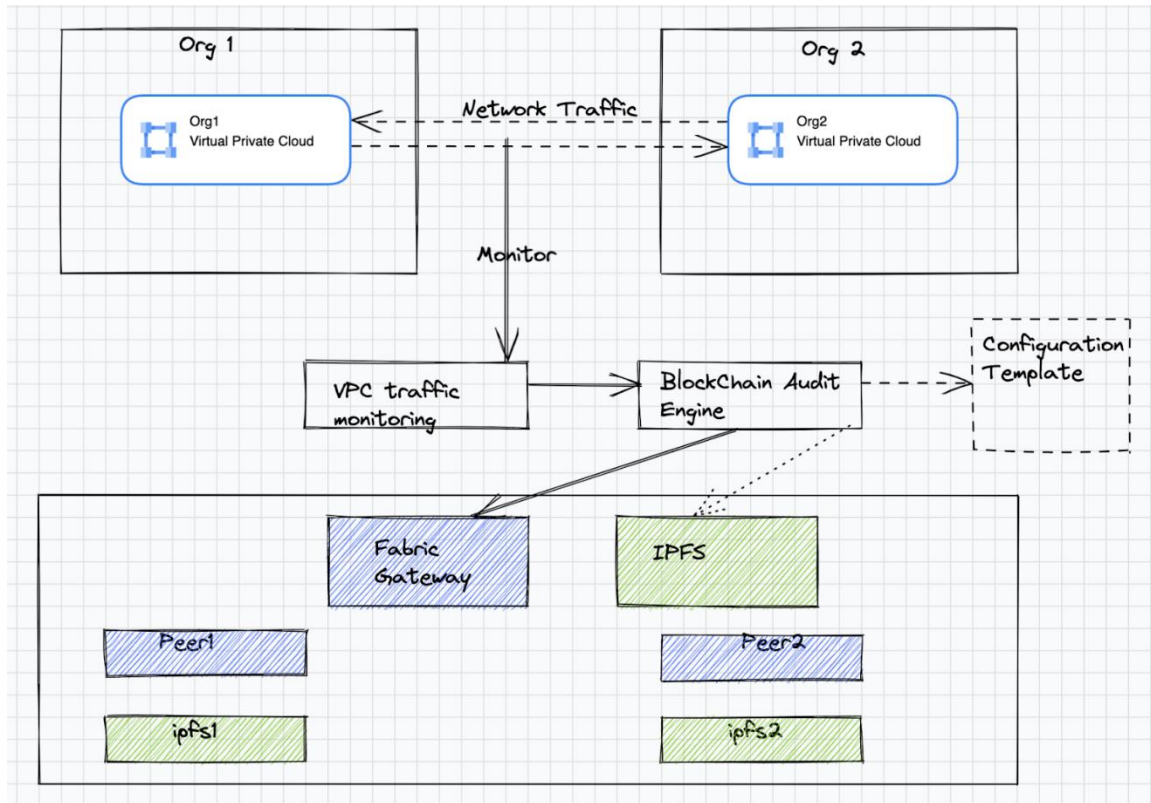 Org 1
Org 2
Network Traffic
Org1
Virtual Private Cloud
Org2
Virtual Private Cloud
Monitor
Configuration
Template
VPC traffic
monitoring
BlockChain Audit
Engine
Fabric
Gateway
IPFS
Peer1
Peer2
ipfs1
ipfs2